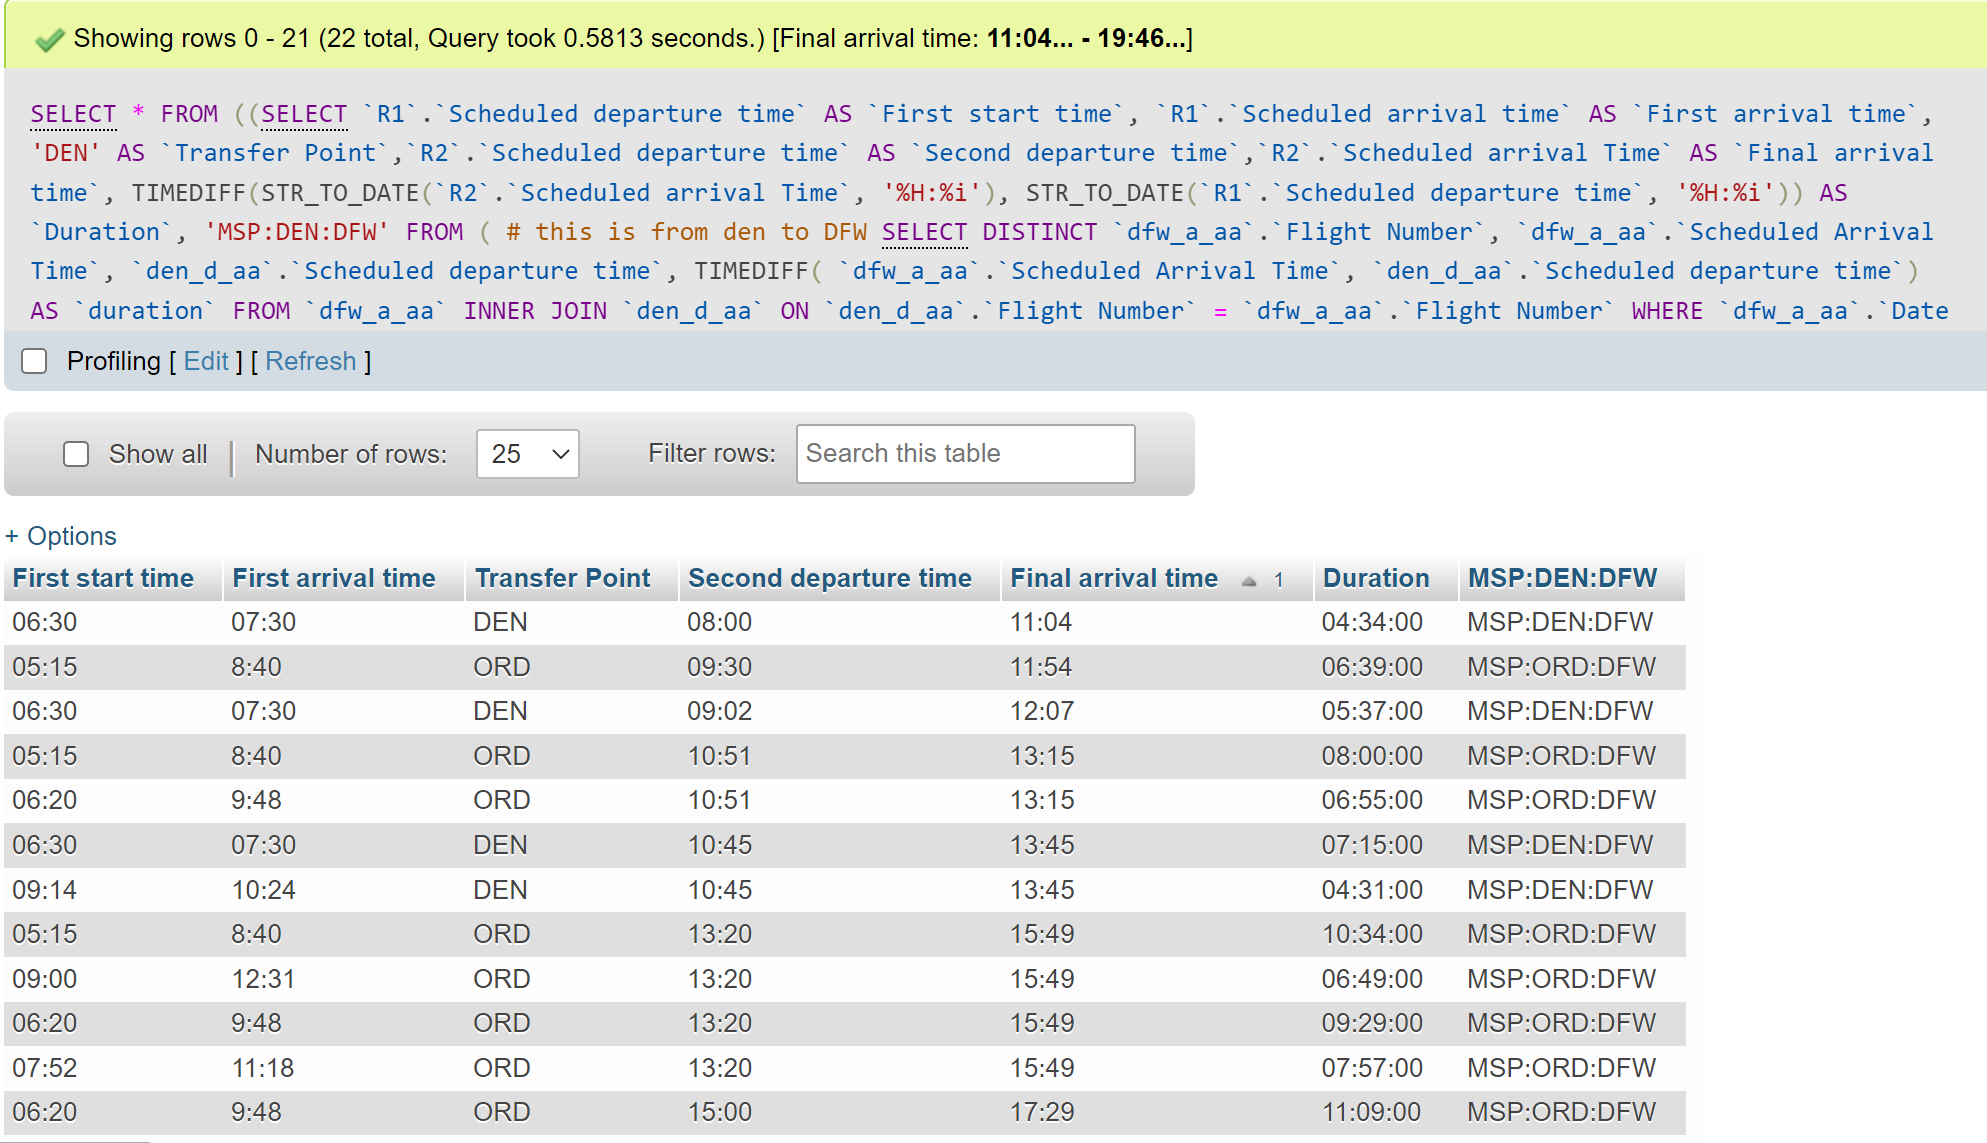 Showing rows 0 - 21 (22 total, Query took 0.5813 seconds.) [Final arrival time: 11:04... - 19:46...]
SELECT * FROM ((SELECT `R1`.`Scheduled departure time` AS `First start time`, `R1`.`Scheduled arrival time` AS `First arrival time`,
'DEN' AS `Transfer Point`,`R2`.`Scheduled departure time` AS `Second departure time`,`R2`.`Scheduled arrival Time` AS `Final arrival
time`, TIMEDIFF(STR_TO_DATE(`R2`.`Scheduled arrival Time`, '%H:%i'), STR_TO_DATE(`R1`.`Scheduled departure time`, '%H:%i')) AS
`Duration`, 'MSP:DEN:DFW' FROM ( # this is from den to DFW SELECT DISTINCT `dfw_a_aa`.`Flight Number`, `dfw_a_aa`.`Scheduled Arrival
Time`, `den_d_aa`.`Scheduled departure time`, TIMEDIFF( `dfw_a_aa`.`Scheduled Arrival Time`, `den_d_aa`.`Scheduled departure time`)
AS `duration` FROM `dfw_a_aa` INNER JOIN `den_d_aa` ON `den_d_aa`.`Flight Number` = `dfw_a_aa`.`Flight Number` WHERE `dfw_a_aa`.`Date
Profiling [ Edit ] [ Refresh ]
Show all | Number of rows: 25 Filter rows: Search this table
+ Options
First start time First arrival time Transfer Point Second departure time Final arrival time 1 Duration MSP:DEN:DFW
06:30 07:30 DEN 08:00 11:04 04:34:00 MSP:DEN:DFW
05:15 8:40 ORD 09:30 11:54 06:39:00 MSP:ORD:DFW
06:30 07:30 DEN 09:02 12:07 05:37:00 MSP:DEN:DFW
05:15 8:40 ORD 10:51 13:15 08:00:00 MSP:ORD:DFW
06:20 9:48 ORD 10:51 13:15 06:55:00 MSP:ORD:DFW
06:30 07:30 DEN 10:45 13:45 07:15:00 MSP:DEN:DFW
09:14 10:24 DEN 10:45 13:45 04:31:00 MSP:DEN:DFW
05:15 8:40 ORD 13:20 15:49 10:34:00 MSP:ORD:DFW
09:00 12:31 ORD 13:20 15:49 06:49:00 MSP:ORD:DFW
06:20 9:48 ORD 13:20 15:49 09:29:00 MSP:ORD:DFW
07:52 11:18 ORD 13:20 15:49 07:57:00 MSP:ORD:DFW
06:20 9:48 ORD 15:00 17:29 11:09:00 MSP:ORD:DFW